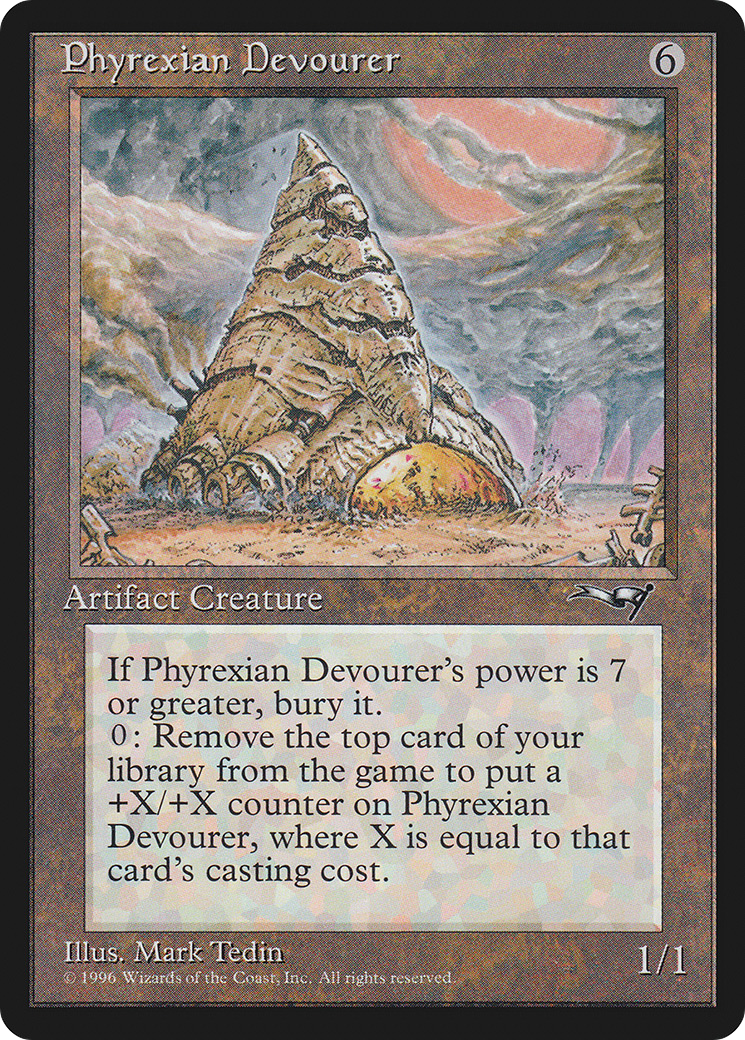 Phyrexian Devourer 6
Artifact Creature
If Phyrexian Devourer's power is 7
or greater, bury it.
0: Remove the top card of your
library from the game to put a
+X/+X counter on Phyrexian
Devourer, where X is equal to that
card's casting cost.
Illus. Mark Tedin
1/1
© 1996 Wizards of the Coast, Inc. All rights reserved.